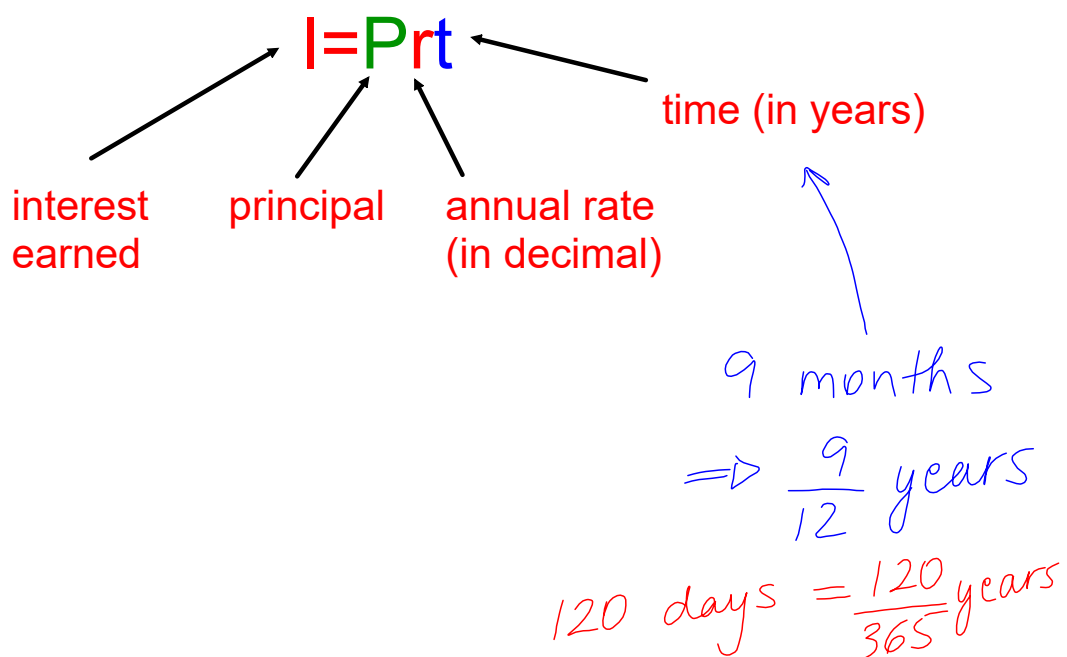 I=Prt
time (in years)
interest earned
principal
annual rate (in decimal)
9 months
⇒ 9/12 years
120 days = 120/365 years